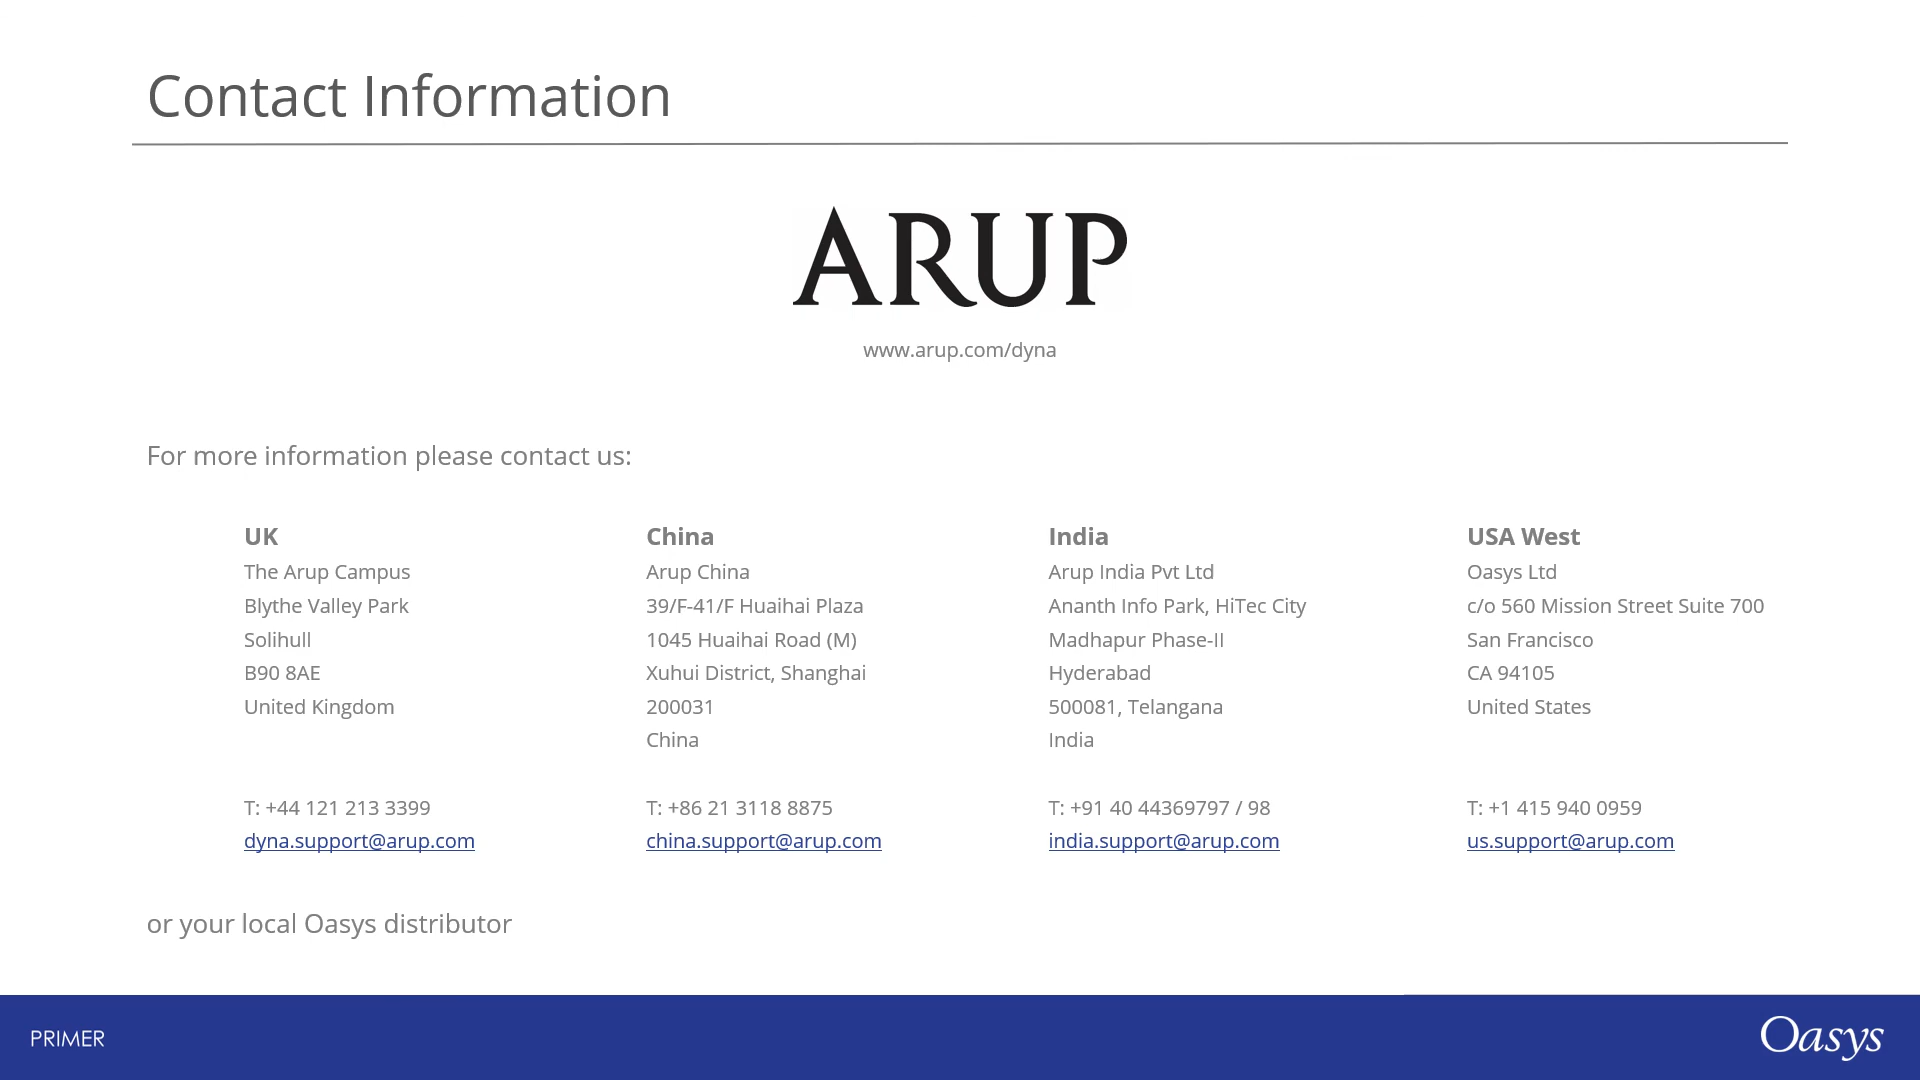 Contact Information
ARUP
www.arup.com/dyna
For more information please contact us:
UK
The Arup Campus
Blythe Valley Park
Solihull
B90 8AE
United Kingdom
T: +44 121 213 3399
dyna.support@arup.com
China
Arup China
39/F-41/F Huaihai Plaza
1045 Huaihai Road (M)
Xuhui District, Shanghai
200031
China
T: +86 21 3118 8875
china.support@arup.com
India
Arup India Pvt Ltd
Ananth Info Park, HiTec City
Madhapur Phase-II
Hyderabad
500081, Telangana
India
T: +91 40 44369797 / 98
india.support@arup.com
USA West
Oasys Ltd
c/o 560 Mission Street Suite 700
San Francisco
CA 94105
United States
T: +1 415 940 0959
us.support@arup.com
or your local Oasys distributor
PRIMER
Oasys